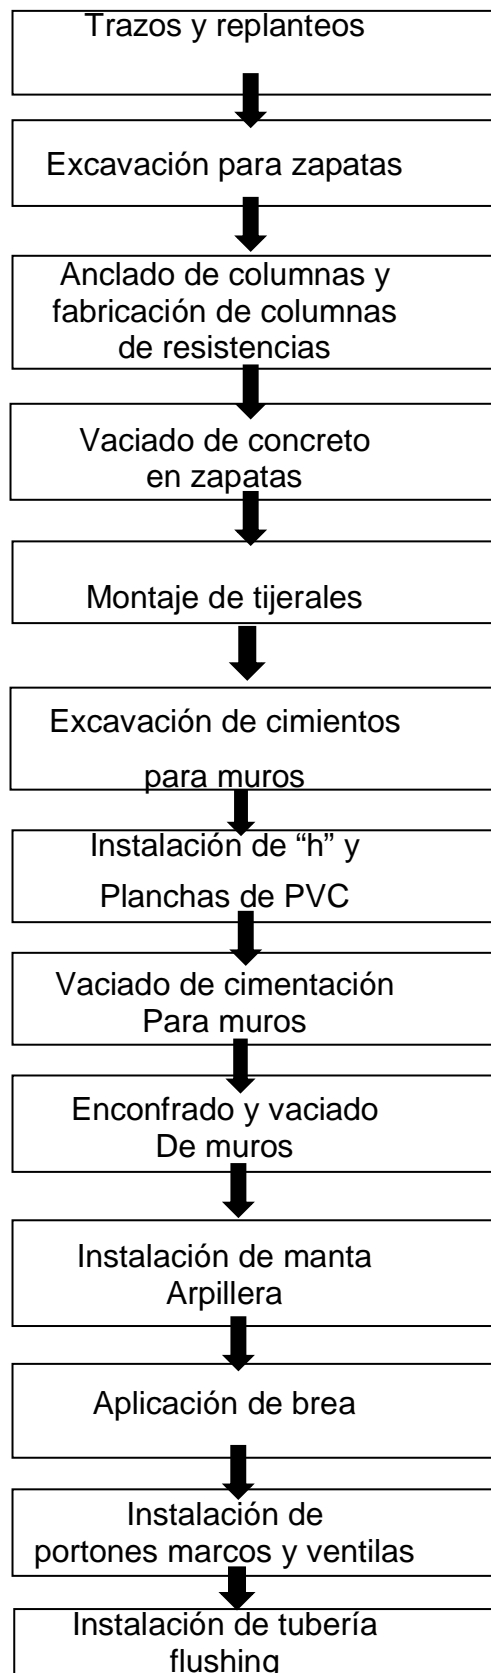 Trazos y replanteos
Excavación para zapatas
Anclado de columnas y
fabricación de columnas
de resistencias
Vaciado de concreto
en zapatas
Montaje de tijerales
Excavación de cimientos
para muros
Instalación de “h” y
Planchas de PVC
Vaciado de cimentación
Para muros
Enconfrado y vaciado
De muros
Instalación de manta
Arpillera
Aplicación de brea
Instalación de
portones marcos y ventilas
Instalación de tubería
flushing